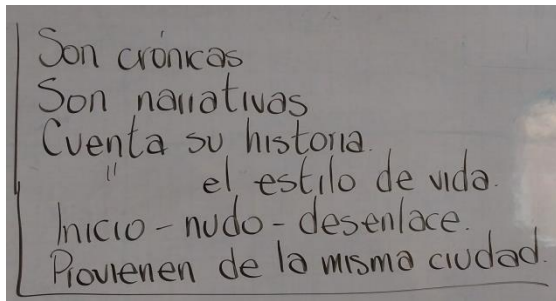 Son crónicas
Son narrativas
Cuenta su historia.
" el estilo de vida.
Inicio - nudo - desenlace.
Provienen de la misma ciudad.